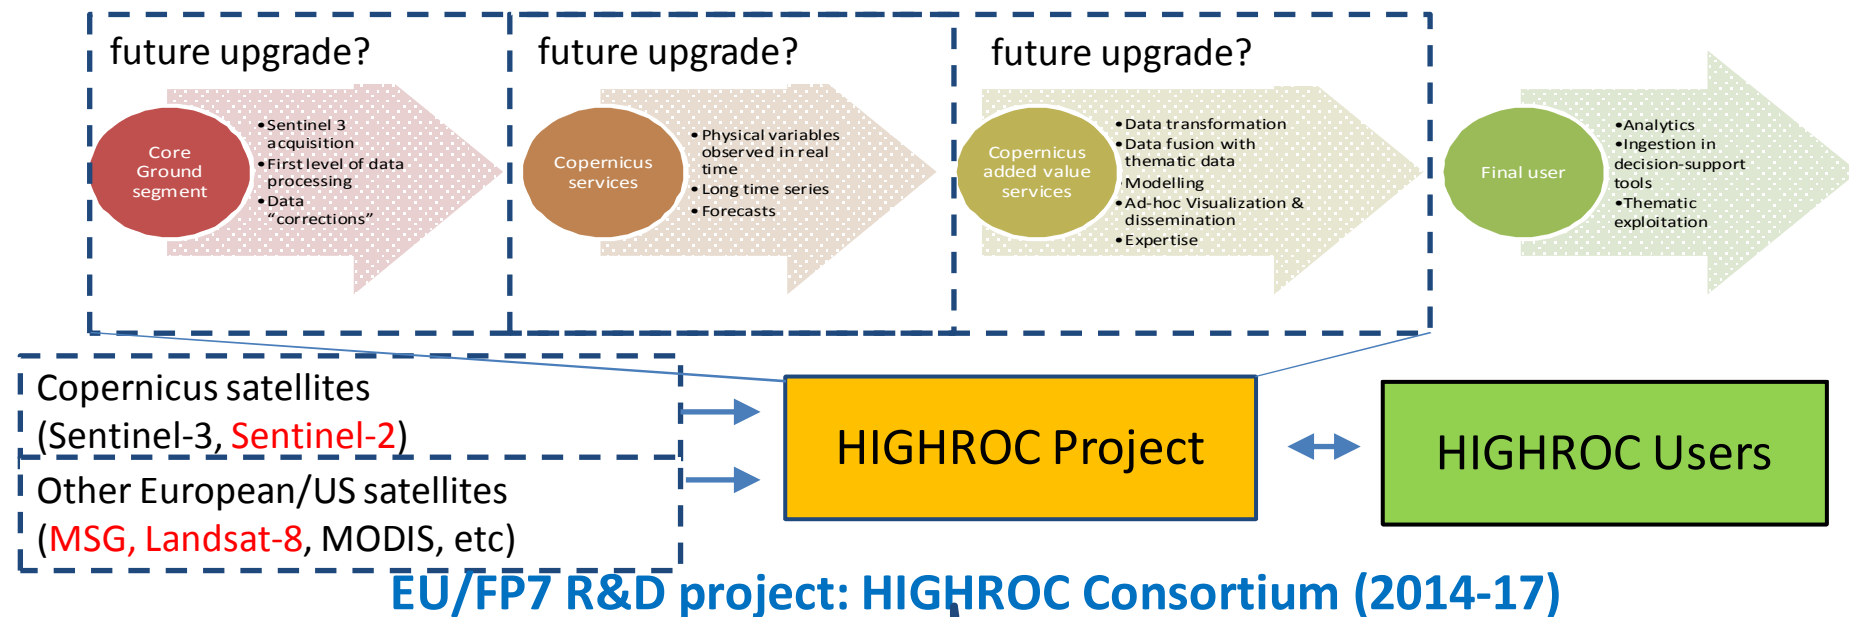 future upgrade?
future upgrade?
future upgrade?
Core
Ground
segment
•Sentinel 3
acquisition
•First level of data
processing
•Data
“corrections”
Copernicus
services
•Physical variables
observed in real
time
•Long time series
•Forecasts
Copernicus
added value
services
•Data transformation
•Data fusion with
thematic data
•Modelling
•Ad-hoc Visualization &
dissemination
•Expertise
Final user
•Analytics
•Ingestion in
decision-support
tools
•Thematic
exploitation
Copernicus satellites
(Sentinel-3, Sentinel-2)
Other European/US satellites
(MSG, Landsat-8, MODIS, etc)
HIGHROC Project
HIGHROC Users
EU/FP7 R&D project: HIGHROC Consortium (2014-17)